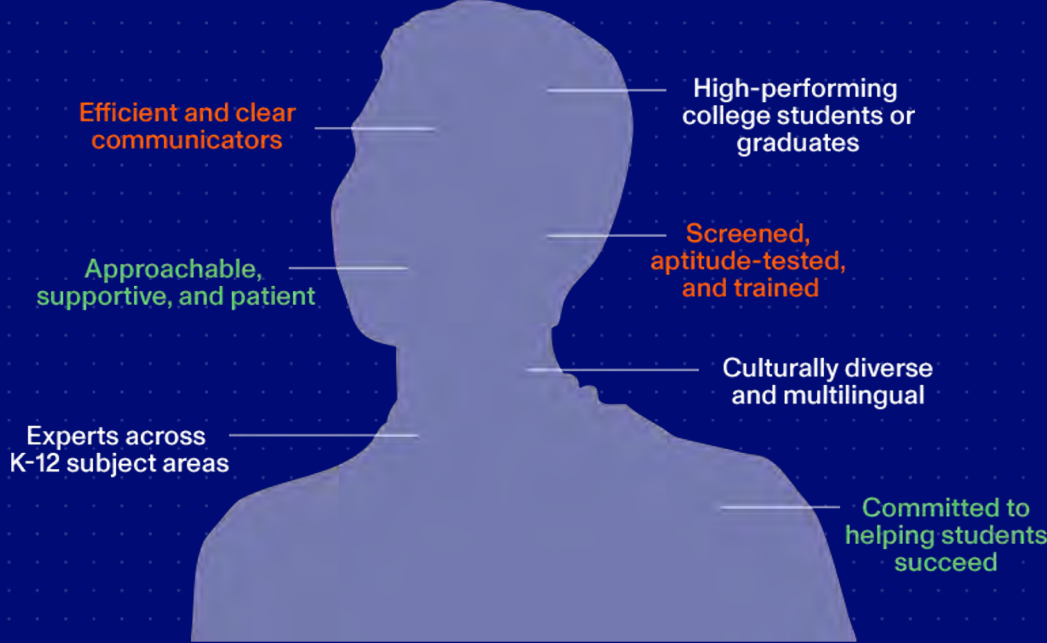 Efficient and clear
communicators
Approachable,
supportive, and patient
Experts across
K-12 subject areas
High-performing
college students or
graduates
Screened,
aptitude-tested,
and trained
Culturally diverse
and multilingual
Committed to
helping students
succeed